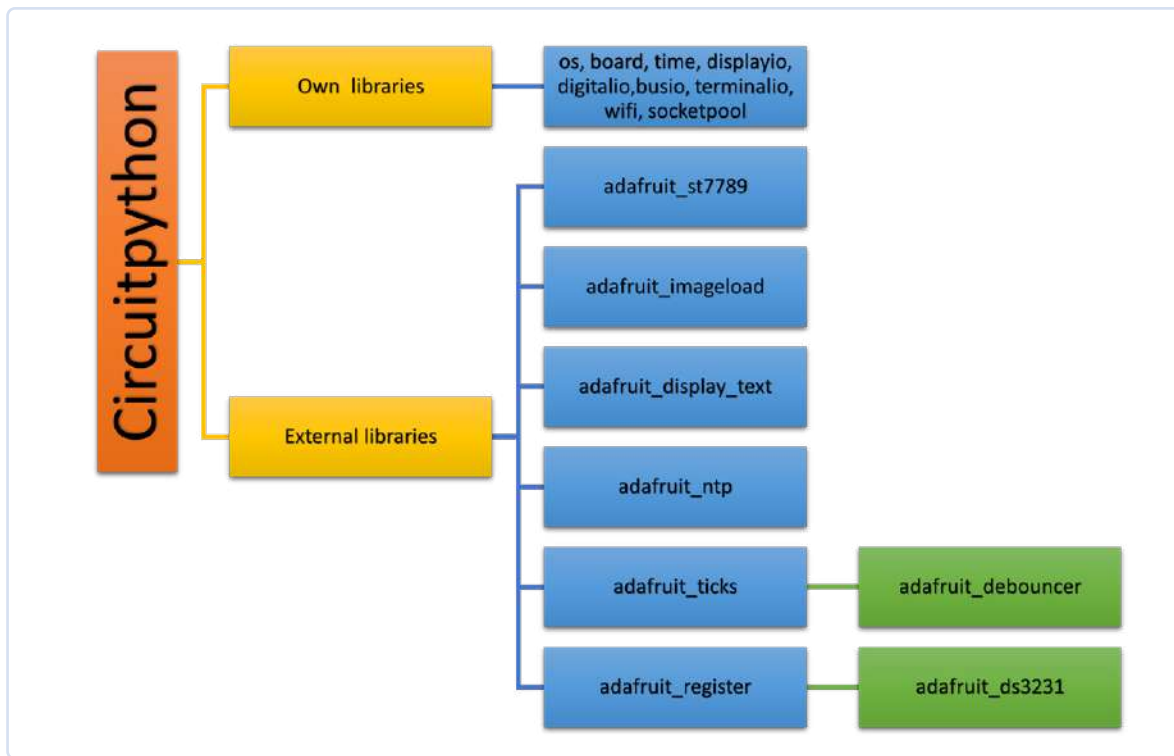 Circuitpython
Own libraries
os, board, time, displayio,
digitalio,busio, terminalio,
wifi, socketpool
External libraries
adafruit_st7789
adafruit_imageload
adafruit_display_text
adafruit_ntp
adafruit_ticks
adafruit_debouncer
adafruit_register
adafruit_ds3231